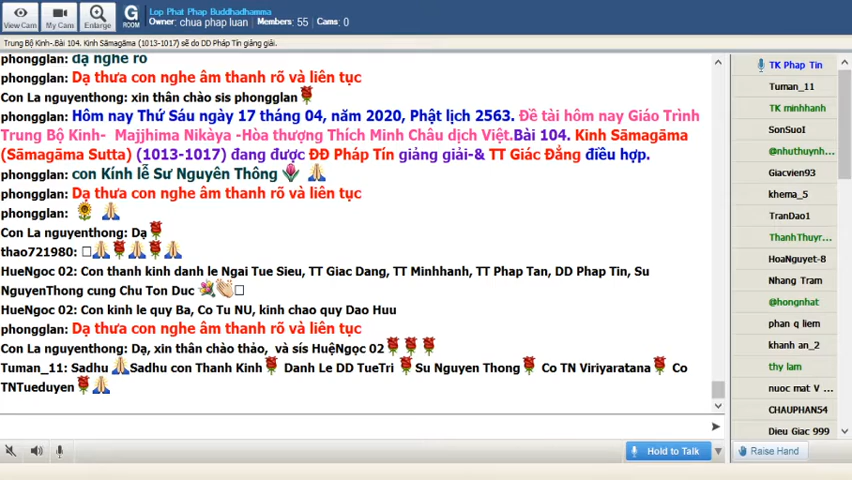 Lop Phat Phap Buddhadhamma
Owner: chua phap luan Members: 55 Cams: 0
View Cam My Cam Enlarge G ROOM
Trung Bộ Kinh-.Bài 104. Kinh Sāmagāma (1013-1017) sẽ do DD Pháp Tín giảng giải.
phongglan: dạ nghe rõ
phongglan: Dạ thưa con nghe âm thanh rõ và liên tục
Con La nguyenthong: xin thân chào sis phongglan
phongglan: Hôm nay Thứ Sáu ngày 17 tháng 04, năm 2020, Phật lịch 2563. Đề tài hôm nay Giáo Trình
Trung Bộ Kinh- Majjhima Nikàya -Hòa thượng Thích Minh Châu dịch Việt.Bài 104. Kinh Sāmagāma
(Sāmagāma Sutta) (1013-1017) đang được ĐĐ Pháp Tín giảng giải-& TT Giác Đẳng điều hợp.
phongglan: con Kính lễ Sư Nguyên Thông
phongglan: Dạ thưa con nghe âm thanh rõ và liên tục
phongglan:
Con La nguyenthong: Dạ
thao721980:
HueNgoc 02: Con thanh kinh danh le Ngai Tue Sieu, TT Giac Dang, TT Minhhanh, TT Phap Tan, DD Phap Tin, Su
NguyenThong cung Chu Ton Duc
HueNgoc 02: Con kinh le quy Ba, Co Tu NU, kinh chao quy Dao Huu
phongglan: Dạ thưa con nghe âm thanh rõ và liên tục
Con La nguyenthong: Dạ, xin thân chào thảo, và sís HuệNgọc 02
Tuman_11: Sadhu Sadhu con Thanh Kinh Danh Le DD TueTri Su Nguyen Thong Co TN Viriyaratana Co
TNTueduyen
Hold to Talk
TK Phap Tin
Tuman_11
TK minhhanh
SonSuoI
@nhuthuynh...
Giacvien93
khema_5
TranDao1
ThanhThuyr...
HoaNguyet-8
Nhang Tram
@hongnhat
phan q liem
khanh an_2
thy lam
nuoc mat V ...
CHAUPHAN54
Dieu Giac 999
Raise Hand